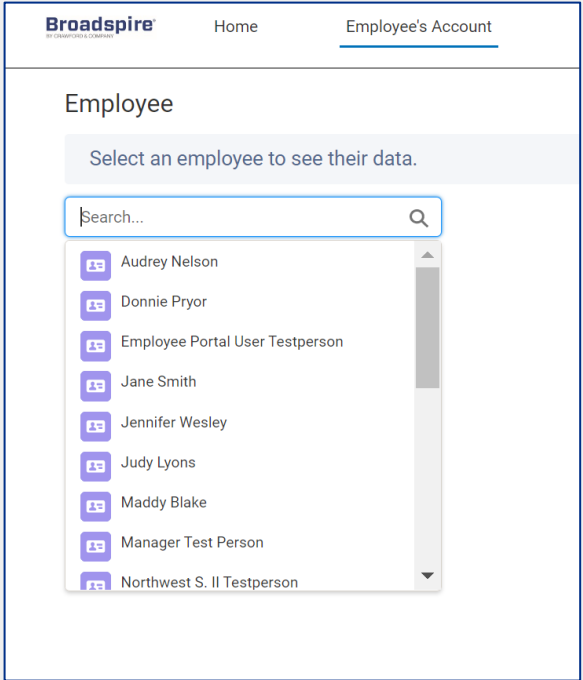 Broadspire®
BY CRAWFORD & COMPANY
Home
Employee's Account
Employee
Select an employee to see their data.
Search...
Audrey Nelson
Donnie Pryor
Employee Portal User Testperson
Jane Smith
Jennifer Wesley
Judy Lyons
Maddy Blake
Manager Test Person
Northwest S. II Testperson